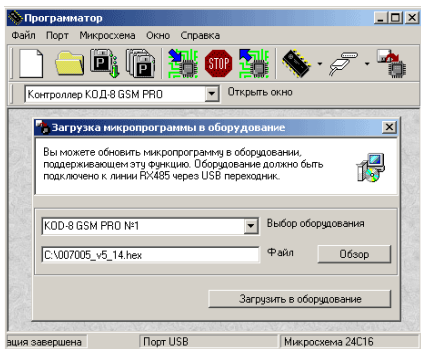 Программатор
Файл Порт Микросхема Окно Справка
STOP
Контроллер КОД-8 GSM PRO Открыть окно
Загрузка микропрограммы в оборудование
Вы можете обновить микропрограмму в оборудовании,
поддерживающем эту функцию. Оборудование должно быть
подключено к линии RX485 через USB переходник.
KOD-8 GSM PRO №1 Выбор оборудования
C:\007005_v5_14.hex Файл Обзор
Загрузить в оборудование
ация завершена Порт USB Микросхема 24C16